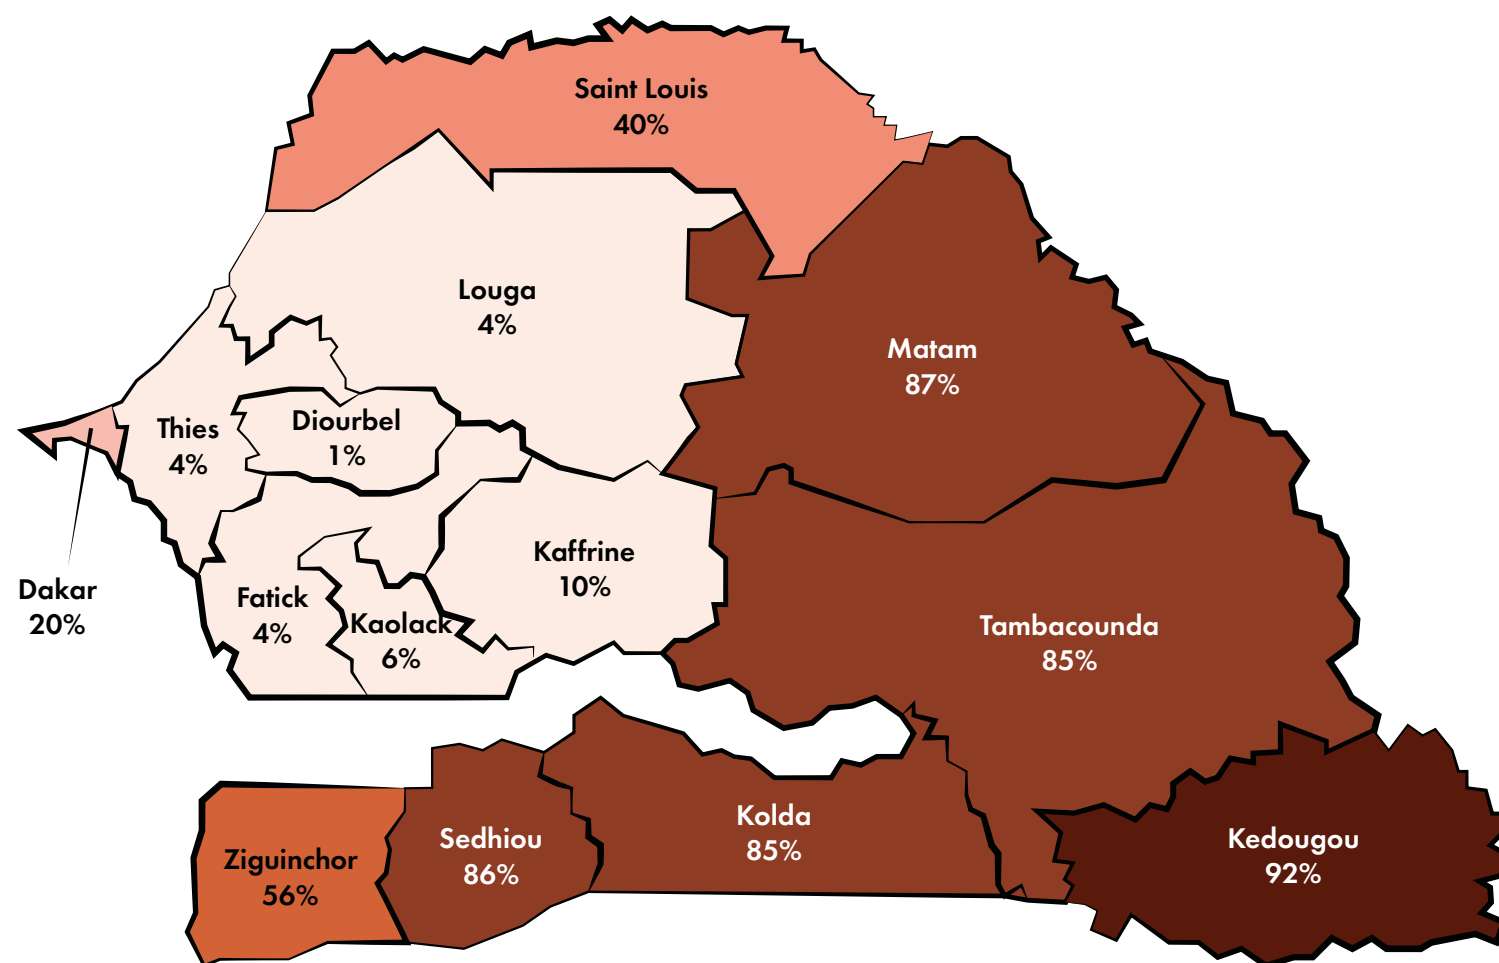 Saint Louis
40%
Louga
4%
Matam
87%
Thies
4%
Diourbel
1%
Dakar
20%
Fatick
4%
Kaolack
6%
Kaffrine
10%
Tambacounda
85%
Ziguinchor
56%
Sedhiou
86%
Kolda
85%
Kedougou
92%